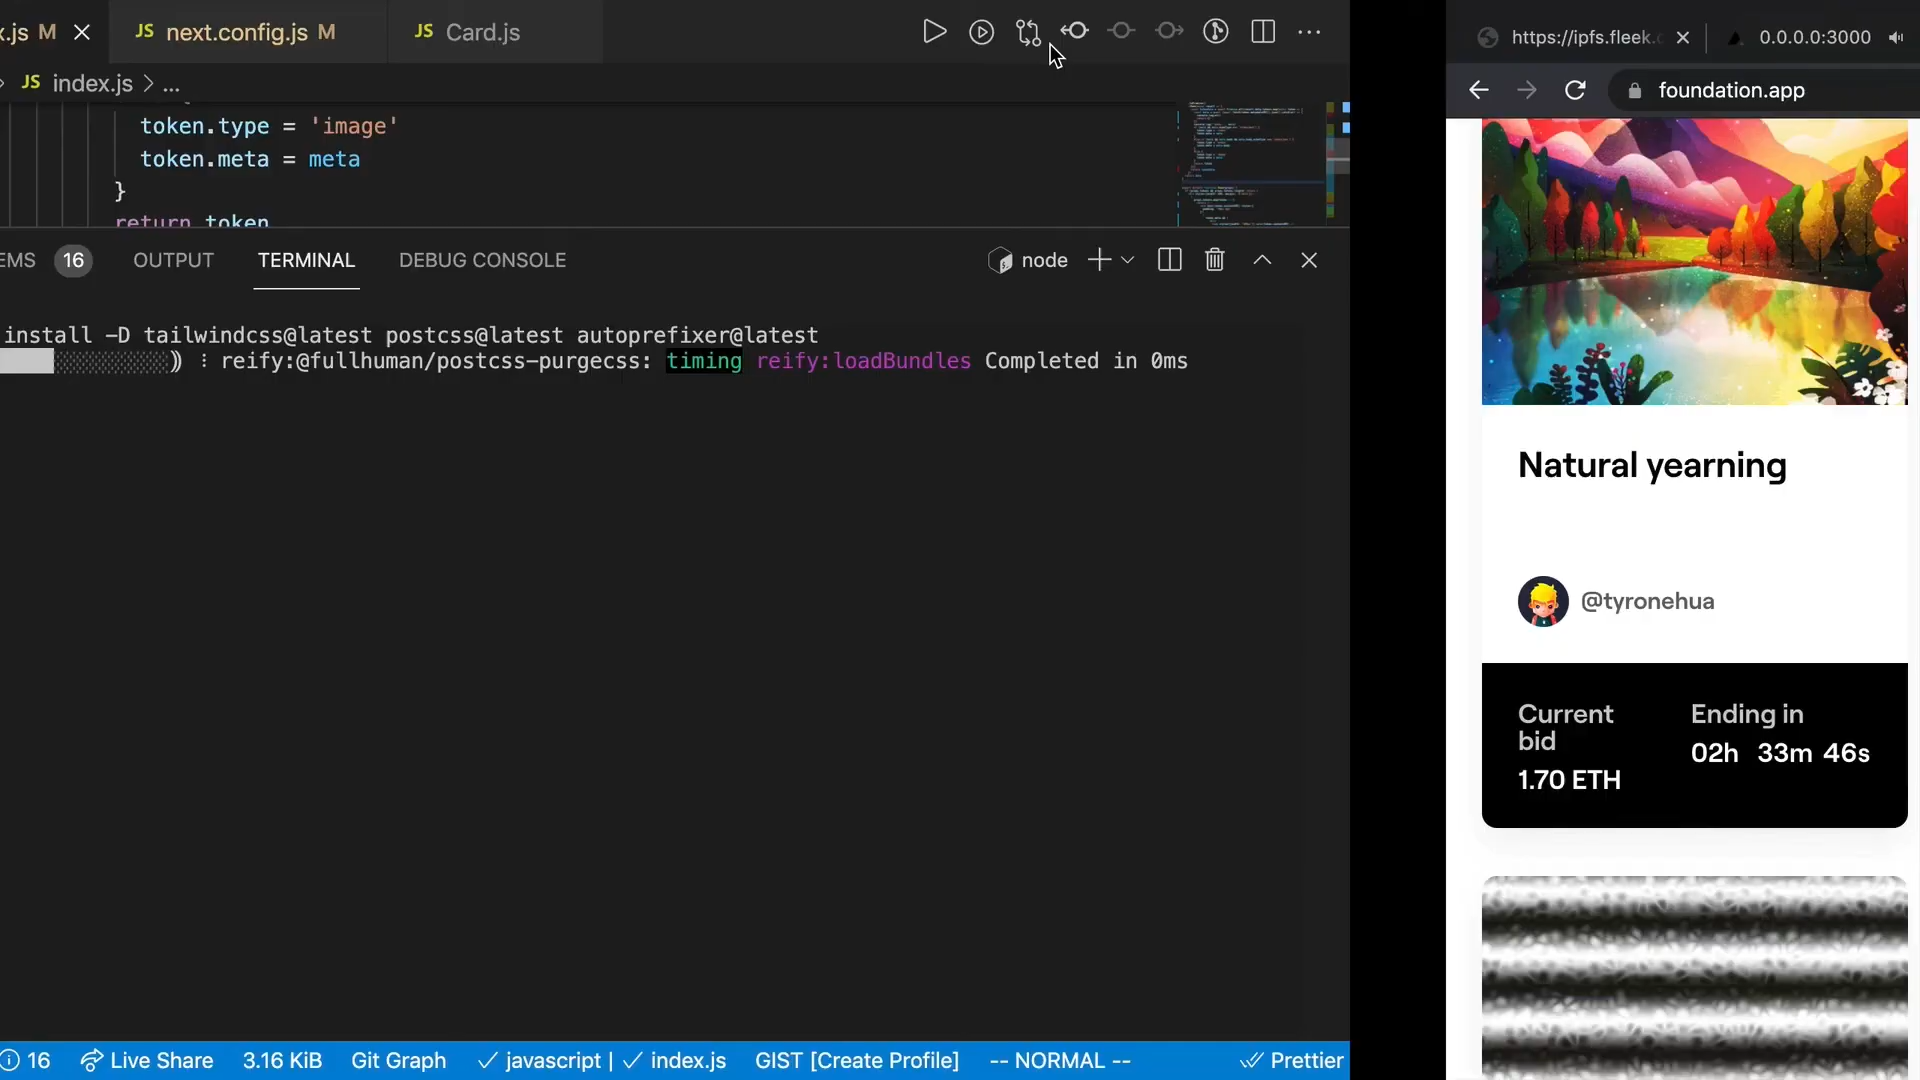 x.js M
JS next.config.js M
JS Card.js
JS index.js > ...
token.type = 'image'
token.meta = meta
}
return token
EMS 16
OUTPUT
TERMINAL
DEBUG CONSOLE
node
install -D tailwindcss@latest postcss@latest autoprefixer@latest
) ⠸ reify:@fullhuman/postcss-purgecss: timing reify:loadBundles Completed in 0ms
16
Live Share
3.16 KiB
Git Graph
javascript |
index.js
GIST [Create Profile]
-- NORMAL --
Prettier
https://ipfs.fleek.c
0.0.0.0:3000
foundation.app
Natural yearning
@tyronehua
Current
bid
1.70 ETH
Ending in
02h 33m 46s